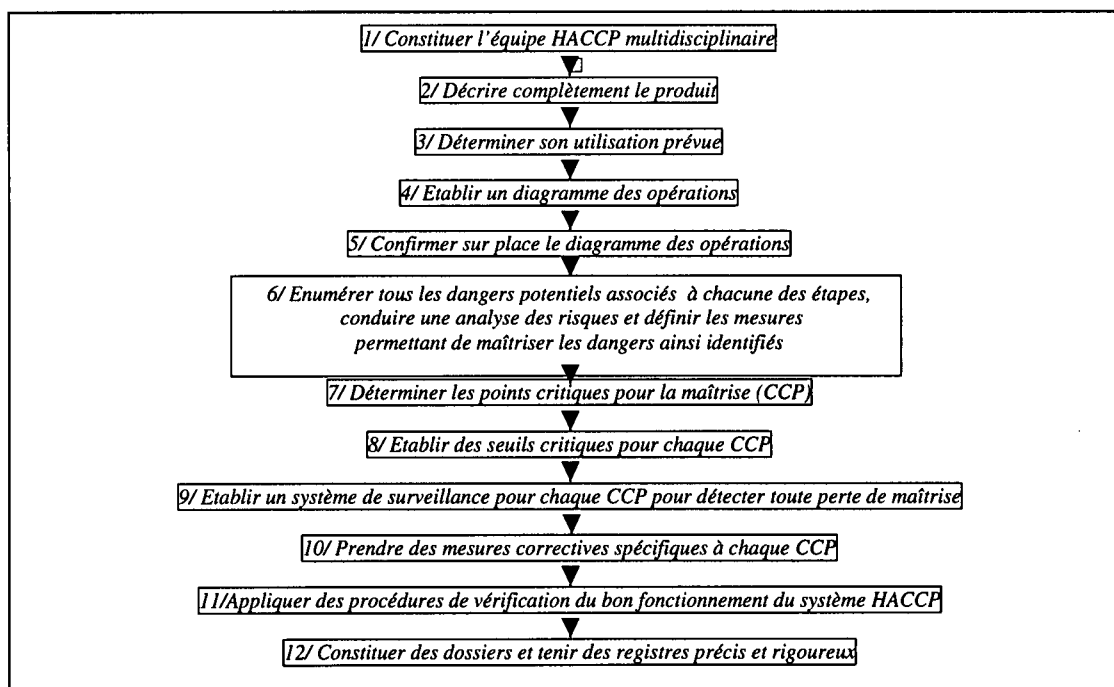 1/ Constituer l'équipe HACCP multidisciplinaire
2/ Décrire complètement le produit
3/ Déterminer son utilisation prévue
4/ Etablir un diagramme des opérations
5/ Confirmer sur place le diagramme des opérations
6/ Enumérer tous les dangers potentiels associés à chacune des étapes,
conduire une analyse des risques et définir les mesures
permettant de maîtriser les dangers ainsi identifiés
7/ Déterminer les points critiques pour la maîtrise (CCP)
8/ Etablir des seuils critiques pour chaque CCP
9/ Etablir un système de surveillance pour chaque CCP pour détecter toute perte de maîtrise
10/ Prendre des mesures correctives spécifiques à chaque CCP
11/Appliquer des procédures de vérification du bon fonctionnement du système HACCP
12/ Constituer des dossiers et tenir des registres précis et rigoureux